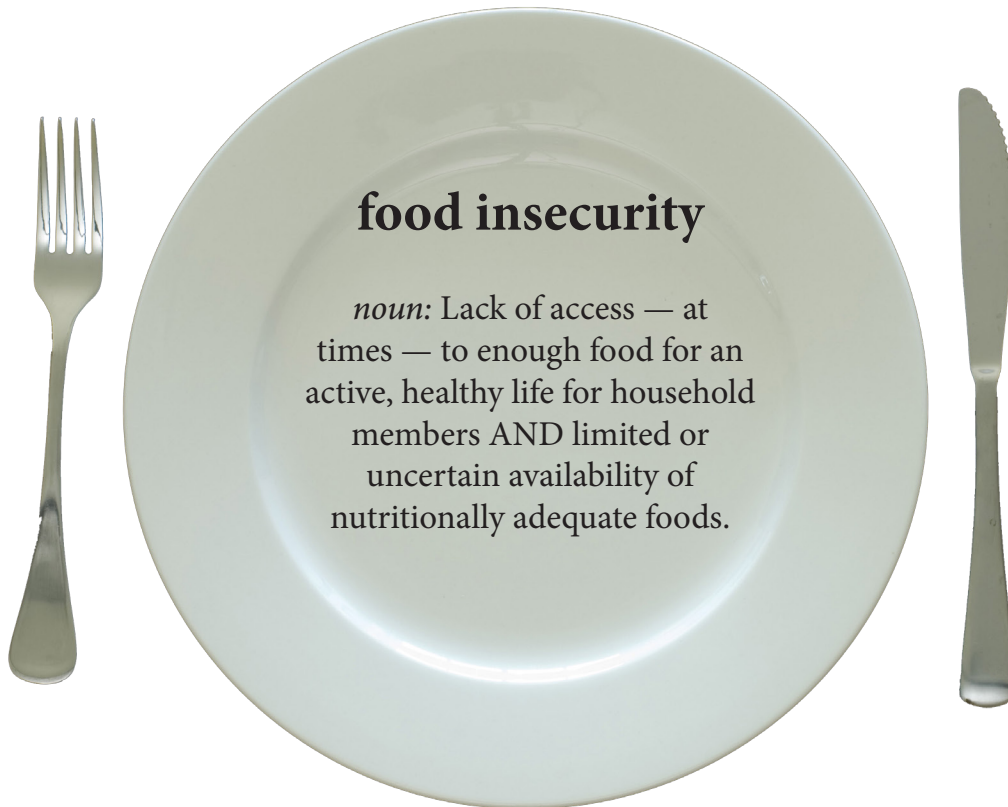 food insecurity
noun: Lack of access — at
times — to enough food for an
active, healthy life for household
members AND limited or
uncertain availability of
nutritionally adequate foods.